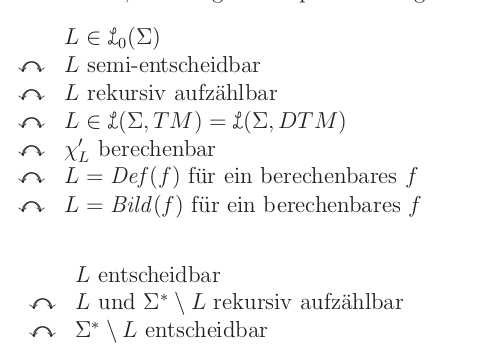 L ∈ ℒ₀(Σ)
↶↷ L semi-entscheidbar
↶↷ L rekursiv aufzählbar
↶↷ L ∈ ℒ(Σ, TM) = ℒ(Σ, DTM)
↶↷ χ′_L berechenbar
↶↷ L = Def(f) für ein berechenbares f
↶↷ L = Bild(f) für ein berechenbares f
L entscheidbar
↶↷ L und Σ* \ L rekursiv aufzählbar
↶↷ Σ* \ L entscheidbar